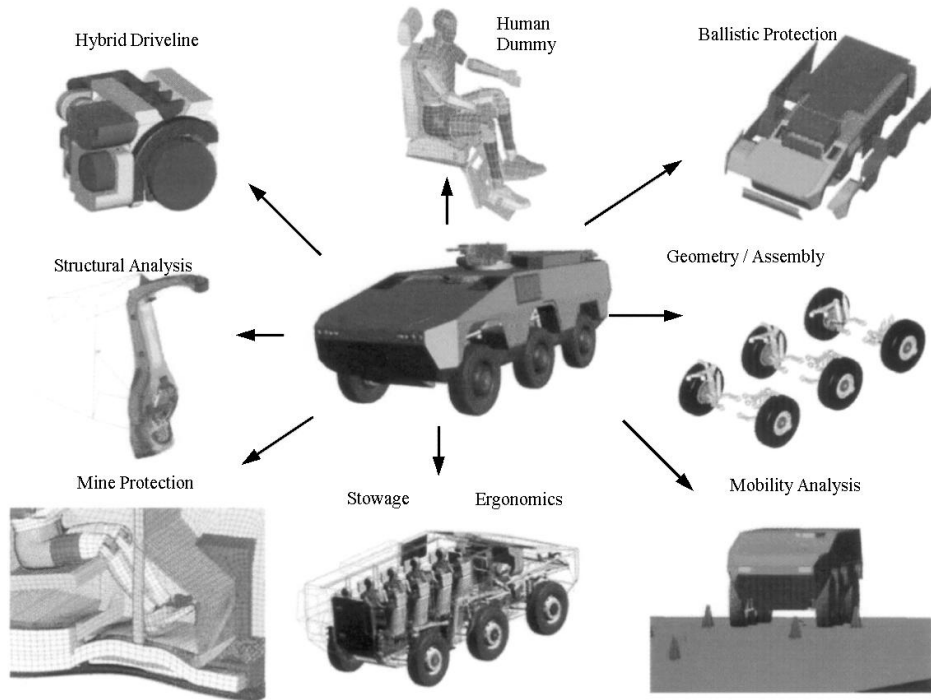 Hybrid Driveline
Human
Dummy
Ballistic Protection
Structural Analysis
Geometry / Assembly
Mine Protection
Stowage
Ergonomics
Mobility Analysis